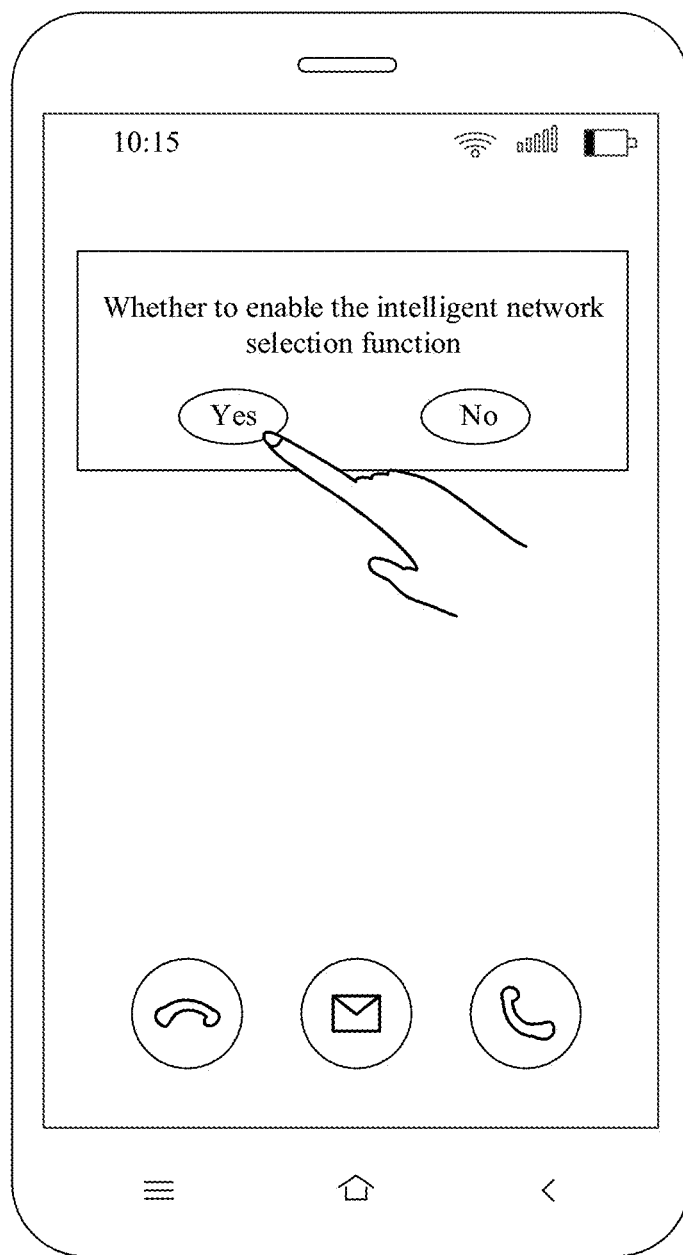 10:15
Whether to enable the intelligent network
selection function
Yes
No